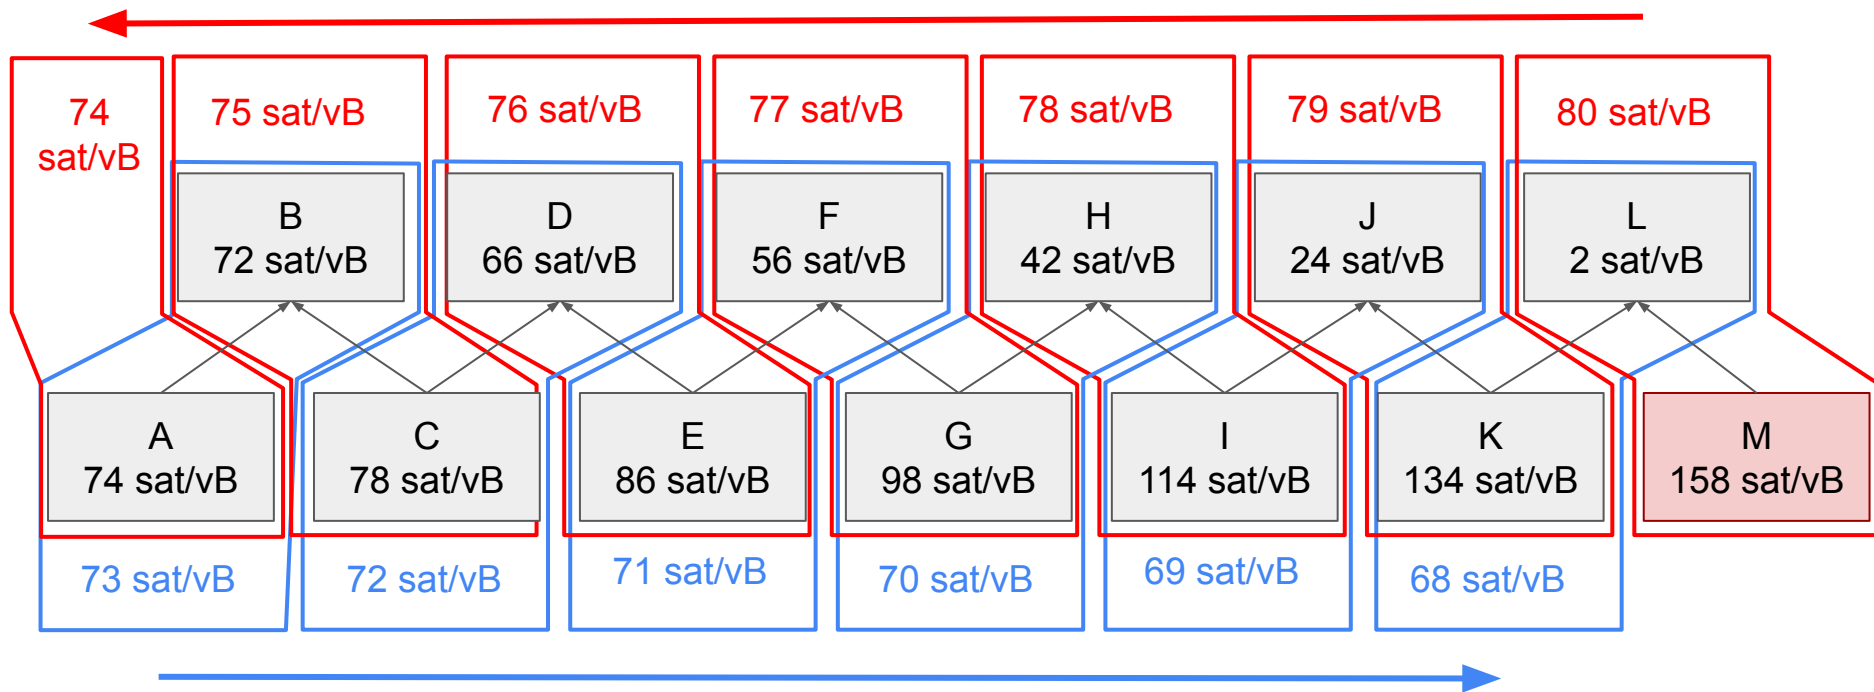 74
sat/vB
75 sat/vB
76 sat/vB
77 sat/vB
78 sat/vB
79 sat/vB
80 sat/vB
B
72 sat/vB
D
66 sat/vB
F
56 sat/vB
H
42 sat/vB
J
24 sat/vB
L
2 sat/vB
A
74 sat/vB
C
78 sat/vB
E
86 sat/vB
G
98 sat/vB
I
114 sat/vB
K
134 sat/vB
M
158 sat/vB
73 sat/vB
72 sat/vB
71 sat/vB
70 sat/vB
69 sat/vB
68 sat/vB